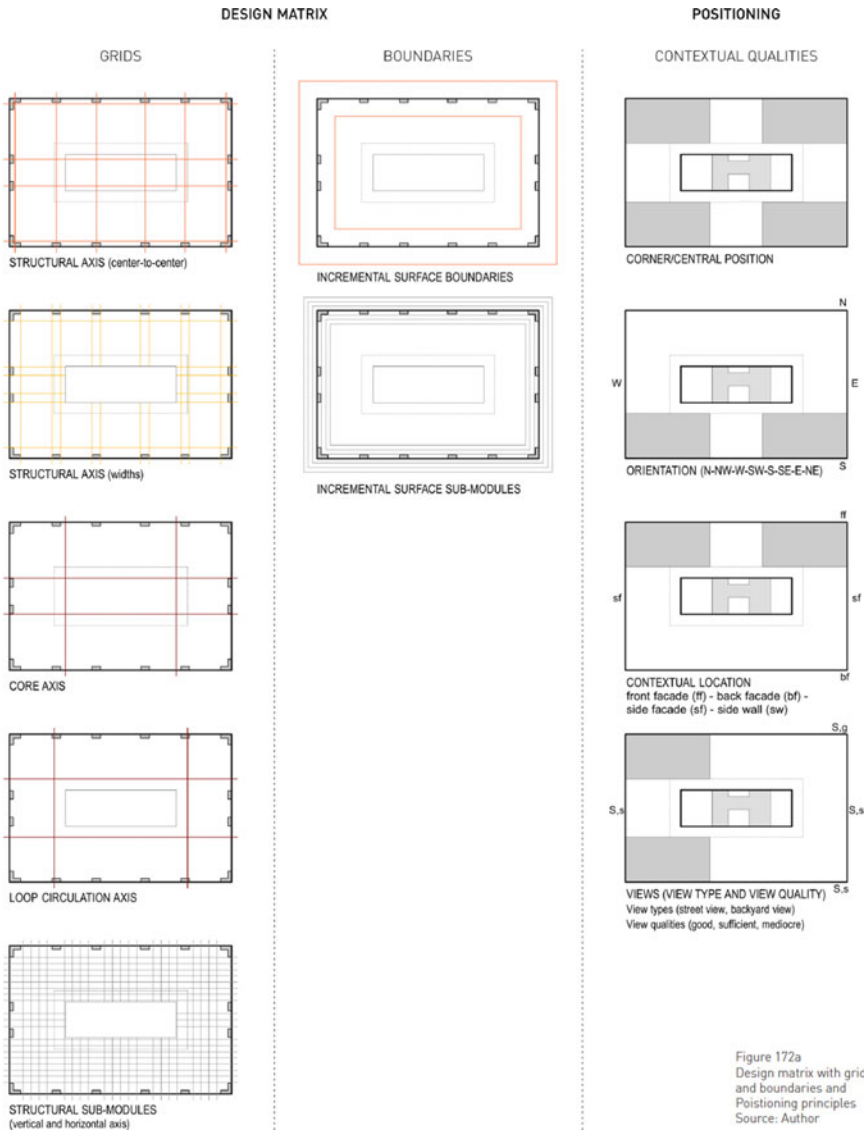 DESIGN MATRIX
POSITIONING
GRIDS
BOUNDARIES
CONTEXTUAL QUALITIES
STRUCTURAL AXIS (center-to-center)
INCREMENTAL SURFACE BOUNDARIES
CORNER/CENTRAL POSITION
STRUCTURAL AXIS (widths)
INCREMENTAL SURFACE SUB-MODULES
N
W
E
S
ORIENTATION (N-NW-W-SW-S-SE-E-NE)
CORE AXIS
ff
sf
sf
bf
CONTEXTUAL LOCATION
front facade (ff) - back facade (bf) -
side facade (sf) - side wall (sw)
LOOP CIRCULATION AXIS
S,g
S,s
S,s
S,s
VIEWS (VIEW TYPE AND VIEW QUALITY)
View types (street view, backyard view)
View qualities (good, sufficient, mediocre)
STRUCTURAL SUB-MODULES
(vertical and horizontal axis)
Figure 172a
Design matrix with grid
and boundaries and
Poistioning principles
Source: Author